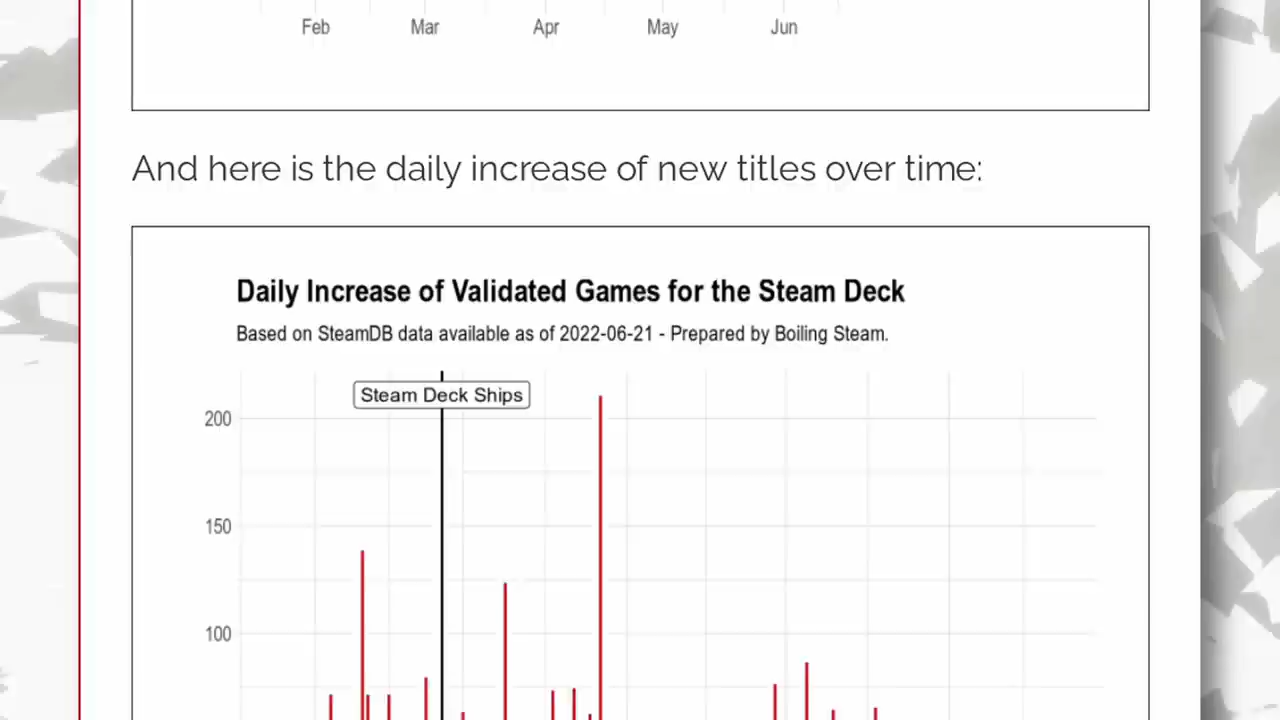 Feb Mar Apr May Jun
And here is the daily increase of new titles over time:
Daily Increase of Validated Games for the Steam Deck
Based on SteamDB data available as of 2022-06-21 - Prepared by Boiling Steam.
Steam Deck Ships
200
150
100